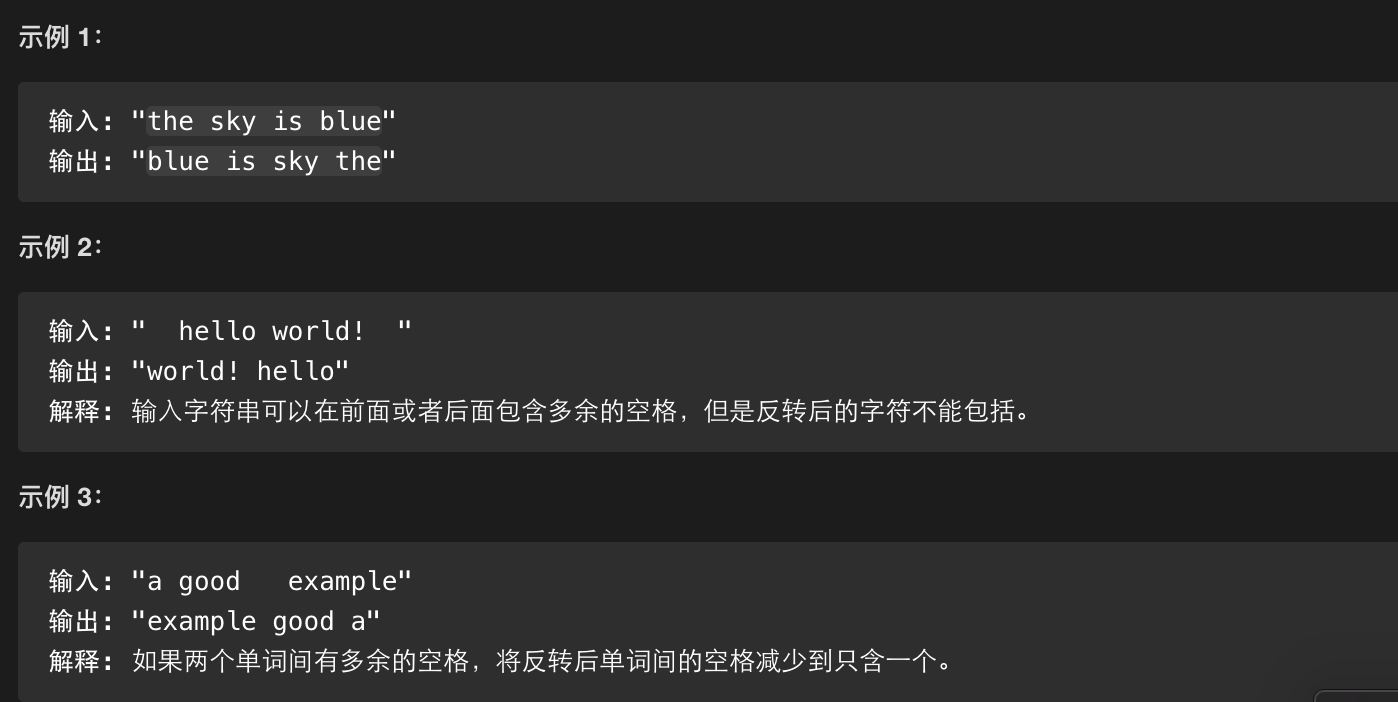 示例 1：
输入："the sky is blue"
输出："blue is sky the"
示例 2：
输入："  hello world!  "
输出："world! hello"
解释：输入字符串可以在前面或者后面包含多余的空格，但是反转后的字符不能包括。
示例 3：
输入："a good   example"
输出："example good a"
解释：如果两个单词间有多余的空格，将反转后单词间的空格减少到只含一个。